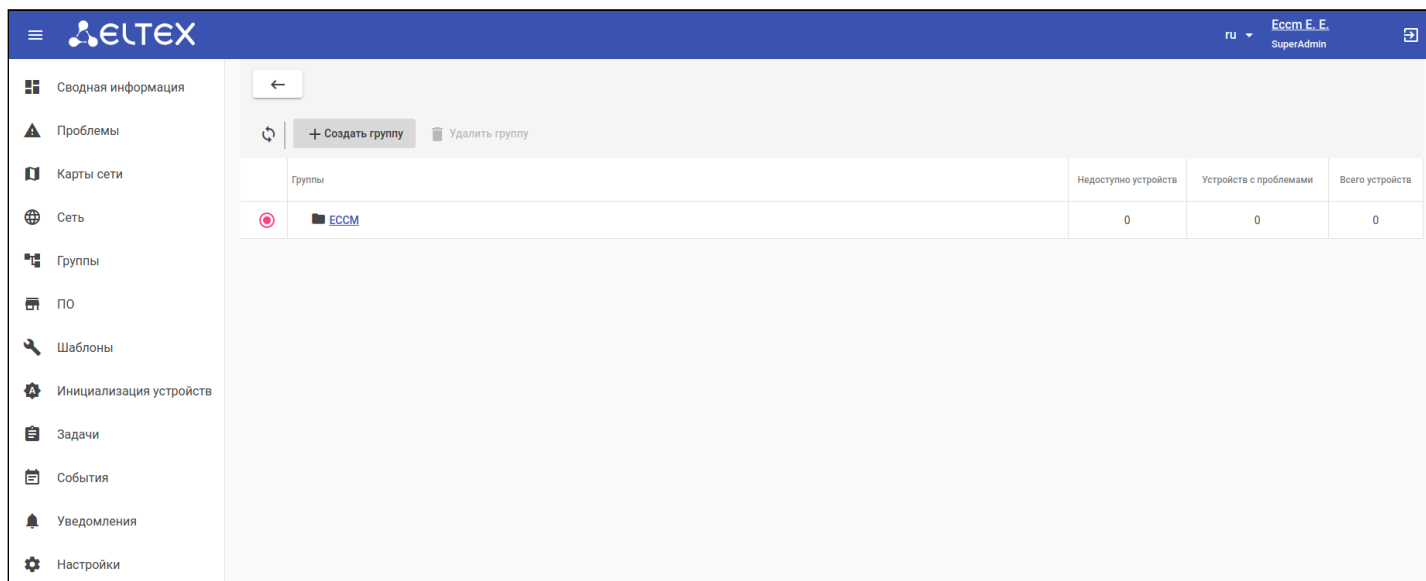 ELTEX
ru
Eccm E. E.
SuperAdmin
Сводная информация
Проблемы
Карты сети
Сеть
Группы
ПО
Шаблоны
Инициализация устройств
Задачи
События
Уведомления
Настройки
Создать группу Удалить группу
Группы Недоступно устройств Устройств с проблемами Всего устройств
ECCM 0 0 0